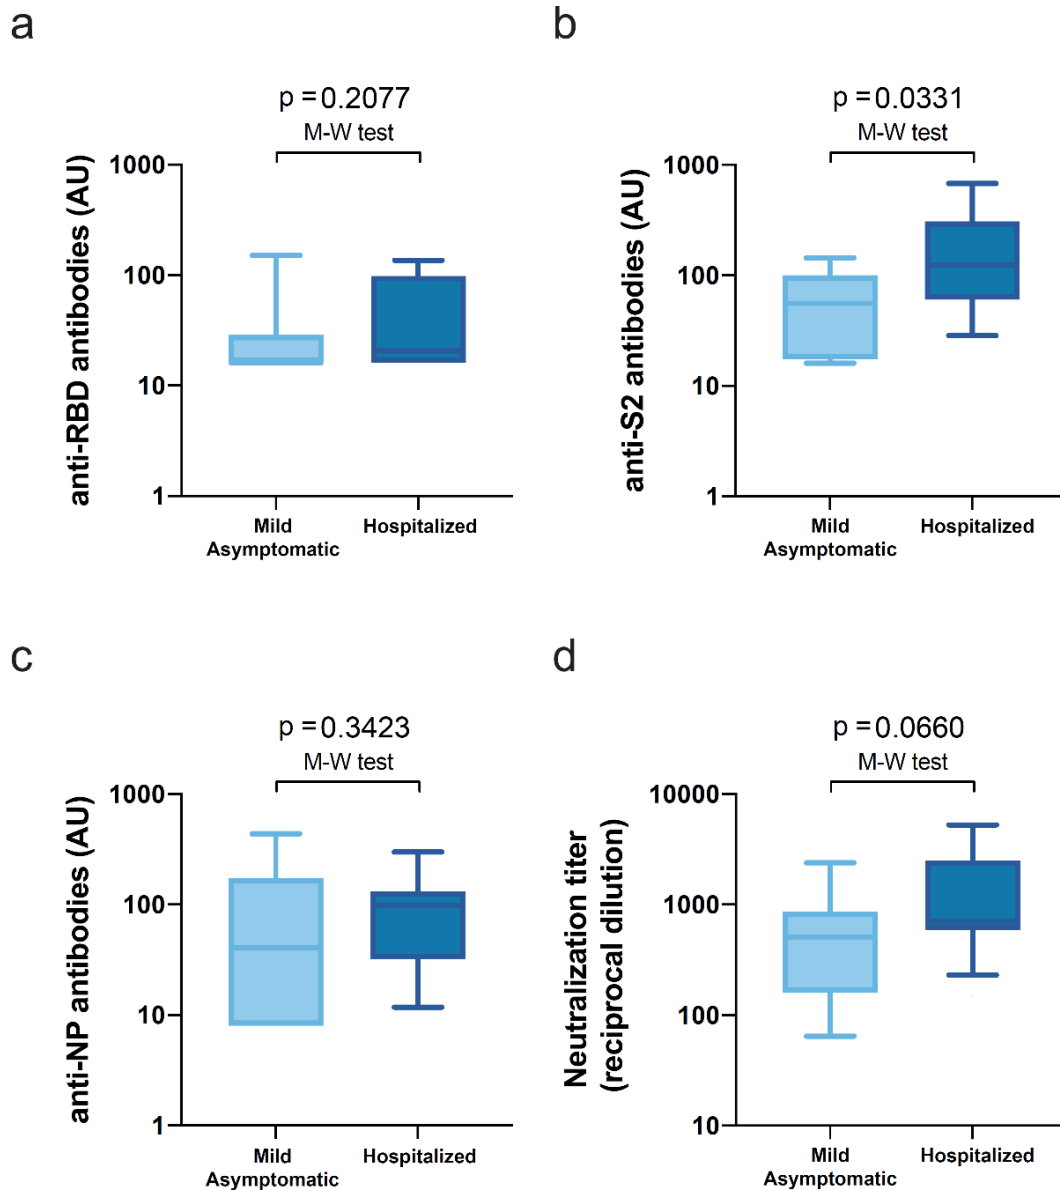 a
p = 0.2077
M-W test
anti-RBD antibodies (AU)
1000
100
10
1
Mild
Asymptomatic
Hospitalized
b
p = 0.0331
M-W test
anti-S2 antibodies (AU)
1000
100
10
1
Mild
Asymptomatic
Hospitalized
c
p = 0.3423
M-W test
anti-NP antibodies (AU)
1000
100
10
1
Mild
Asymptomatic
Hospitalized
d
p = 0.0660
M-W test
Neutralization titer
(reciprocal dilution)
10000
1000
100
10
Mild
Asymptomatic
Hospitalized